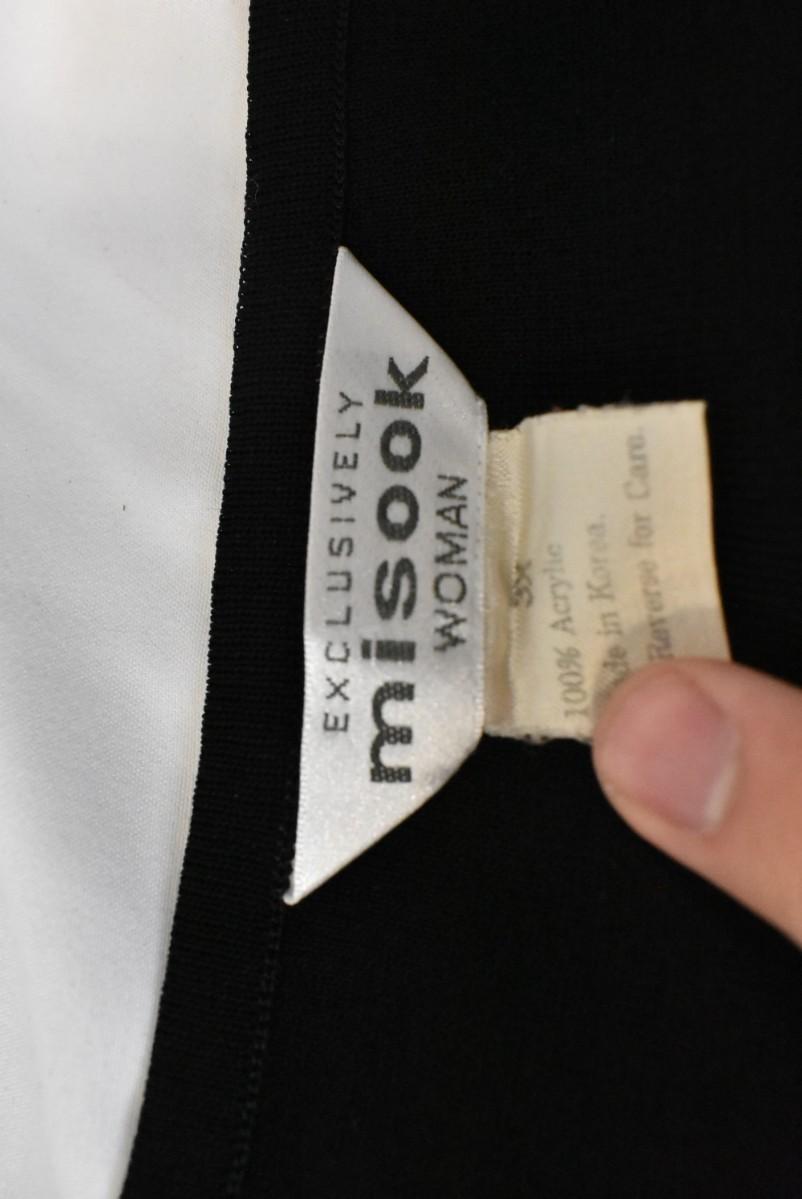 EXCLUSIVELY
misook
WOMAN
3X
100% Acrylic
de in Korea.
Reverse for Care.